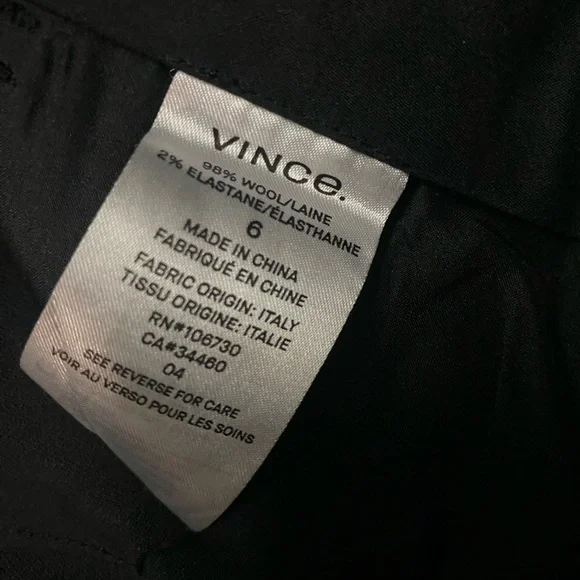 VINCe.
98% WOOL/LAINE
2% ELASTANE/ÉLASTHANNE
6
MADE IN CHINA
FABRIQUÉ EN CHINE
FABRIC ORIGIN: ITALY
TISSU ORIGINE: ITALIE
RN#106730
CA#34460
04
SEE REVERSE FOR CARE
VOIR AU VERSO POUR LES SOINS